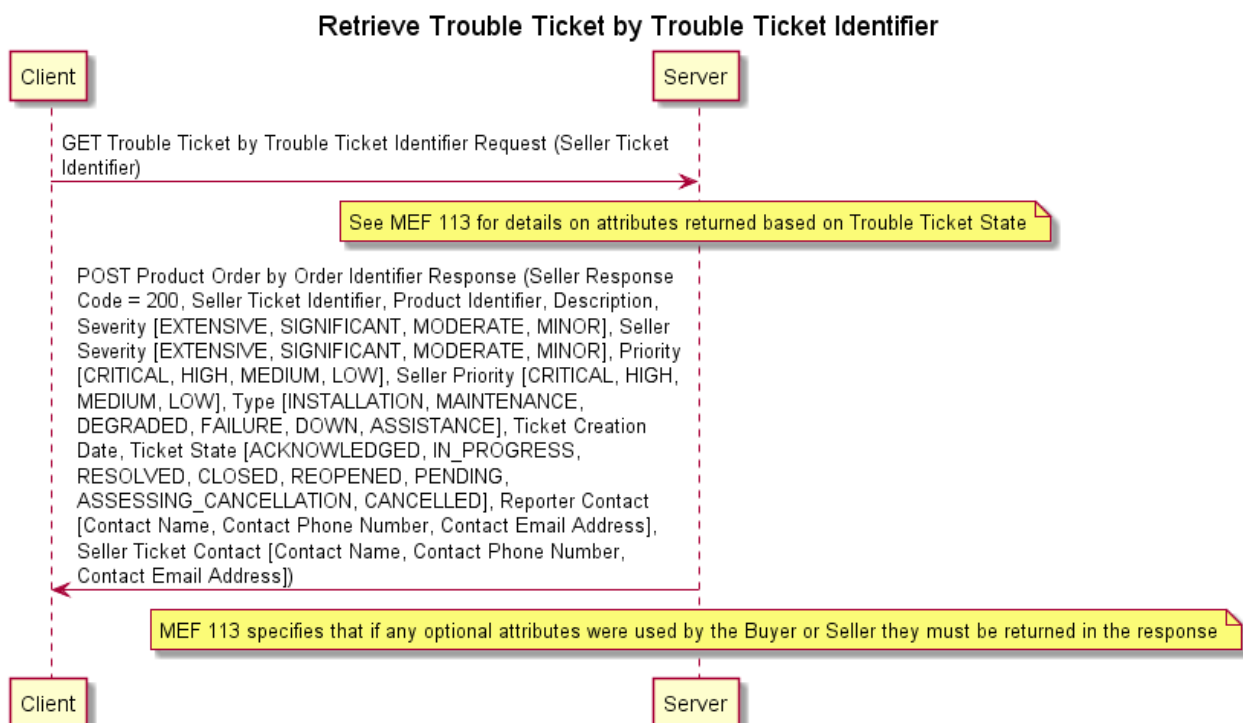 Retrieve Trouble Ticket by Trouble Ticket Identifier
Client
Server
GET Trouble Ticket by Trouble Ticket Identifier Request (Seller Ticket
Identifier)
See MEF 113 for details on attributes returned based on Trouble Ticket State
POST Product Order by Order Identifier Response (Seller Response
Code = 200, Seller Ticket Identifier, Product Identifier, Description,
Severity [EXTENSIVE, SIGNIFICANT, MODERATE, MINOR], Seller
Severity [EXTENSIVE, SIGNIFICANT, MODERATE, MINOR], Priority
[CRITICAL, HIGH, MEDIUM, LOW], Seller Priority [CRITICAL, HIGH,
MEDIUM, LOW], Type [INSTALLATION, MAINTENANCE,
DEGRADED, FAILURE, DOWN, ASSISTANCE], Ticket Creation
Date, Ticket State [ACKNOWLEDGED, IN_PROGRESS,
RESOLVED, CLOSED, REOPENED, PENDING,
ASSESSING_CANCELLATION, CANCELLED], Reporter Contact
[Contact Name, Contact Phone Number, Contact Email Address],
Seller Ticket Contact [Contact Name, Contact Phone Number,
Contact Email Address])
MEF 113 specifies that if any optional attributes were used by the Buyer or Seller they must be returned in the response
Client
Server